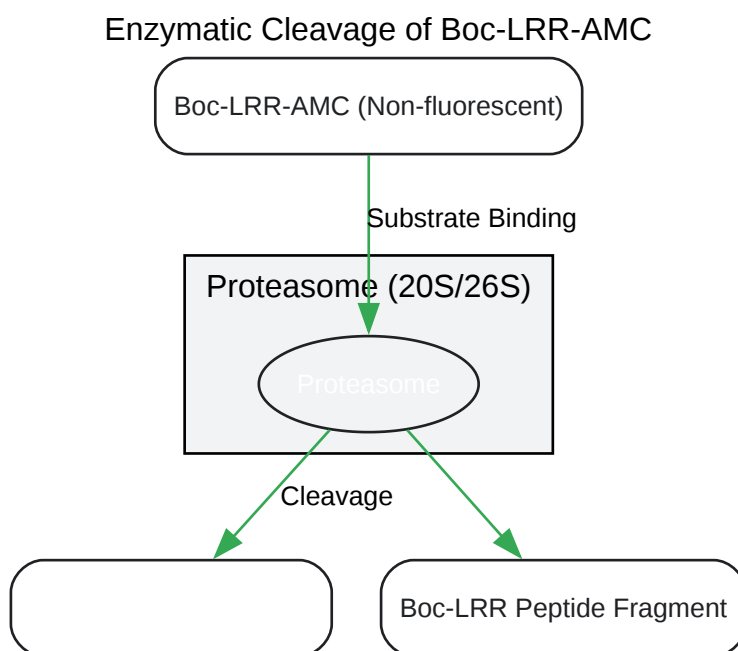 Enzymatic Cleavage of Boc-LRR-AMC
Boc-LRR-AMC (Non-fluorescent)
Substrate Binding
Proteasome (20S/26S)
Proteasome
Cleavage
Boc-LRR Peptide Fragment